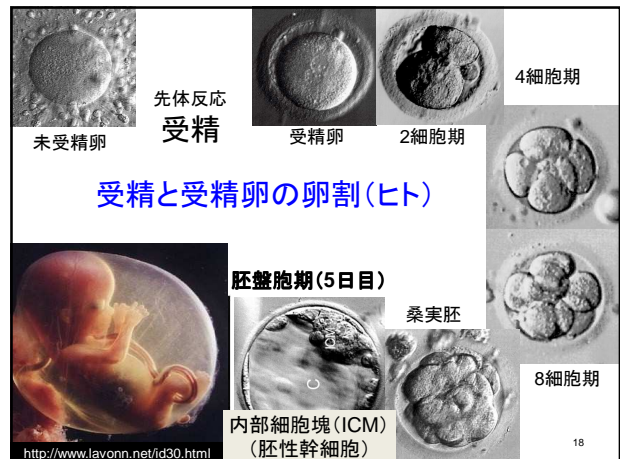 未受精卵
先体反応
受精
受精卵
2細胞期
4細胞期
受精と受精卵の卵割(ヒト)
8細胞期
桑実胚
胚盤胞期(5日目)
C
内部細胞塊(ICM)
(胚性幹細胞)
http://www.lavonn.net/id30.html
18